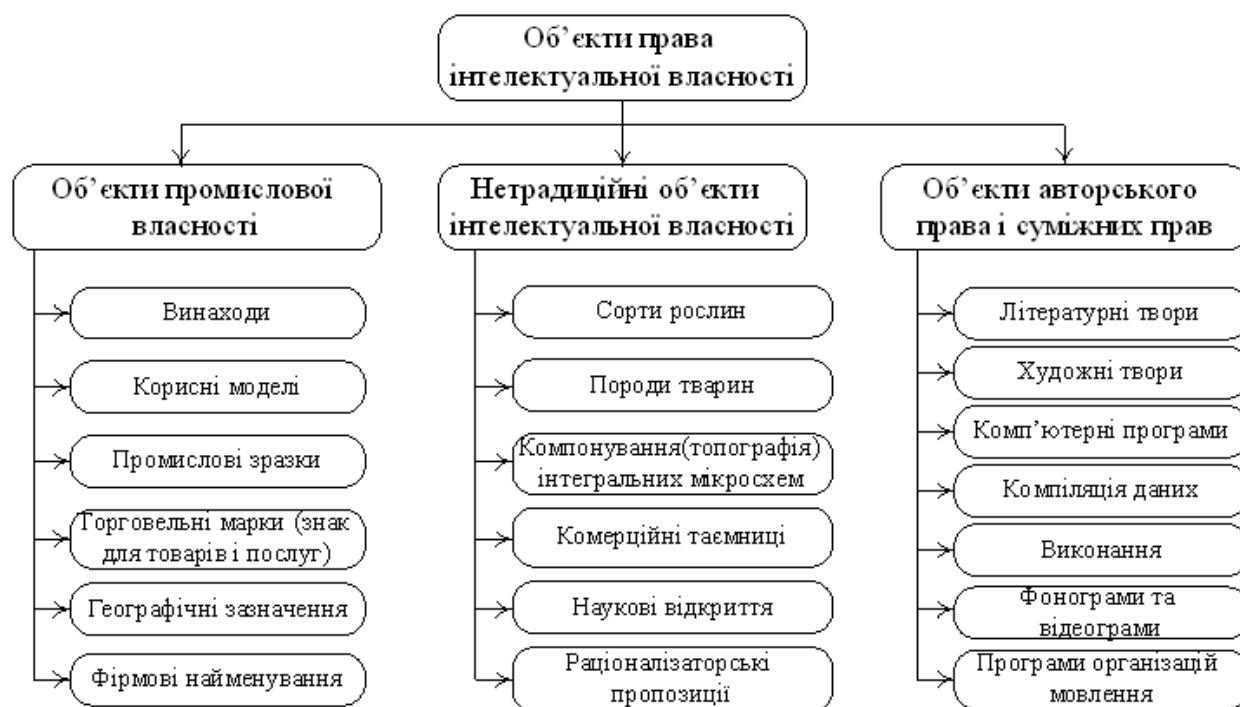 Об’єкти права
інтелектуальної власності
Об’єкти промислової
власності
Винаходи
Корисні моделі
Промислові зразки
Торговельні марки (знак
для товарів і послуг)
Географічні зазначення
Фірмові найменування
Нетрадиційні об’єкти
інтелектуальної власності
Сорти рослин
Породи тварин
Компонування(топографія)
інтегральних мікросхем
Комерційні таємниці
Наукові відкриття
Раціоналізаторські
пропозиції
Об’єкти авторського
права і суміжних прав
Літературні твори
Художні твори
Комп’ютерні програми
Компіляція даних
Виконання
Фонограми та
відеограми
Програми організацій
мовлення